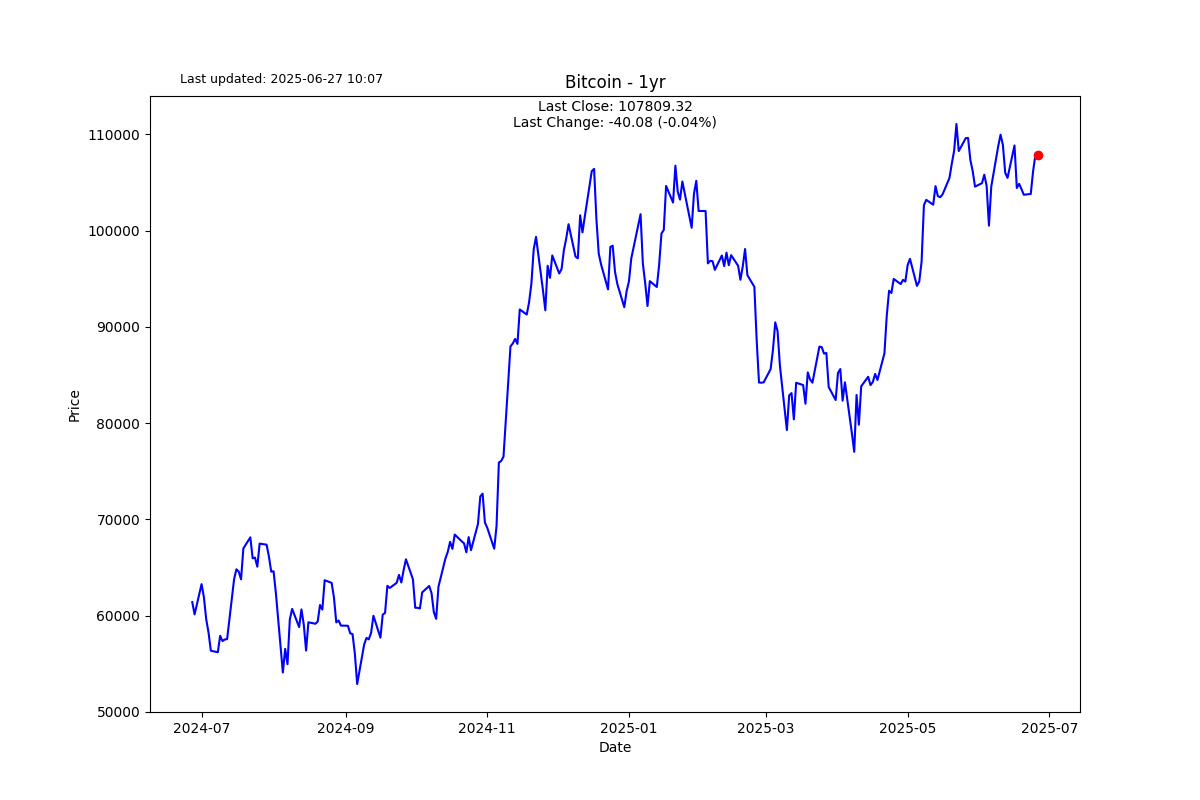 Last updated: 2025-06-27 10:07
Bitcoin - 1yr
Last Close: 107809.32
Last Change: -40.08 (-0.04%)
110000
100000
90000
80000
70000
60000
50000
Price
2024-07 2024-09 2024-11 2025-01 2025-03 2025-05 2025-07
Date